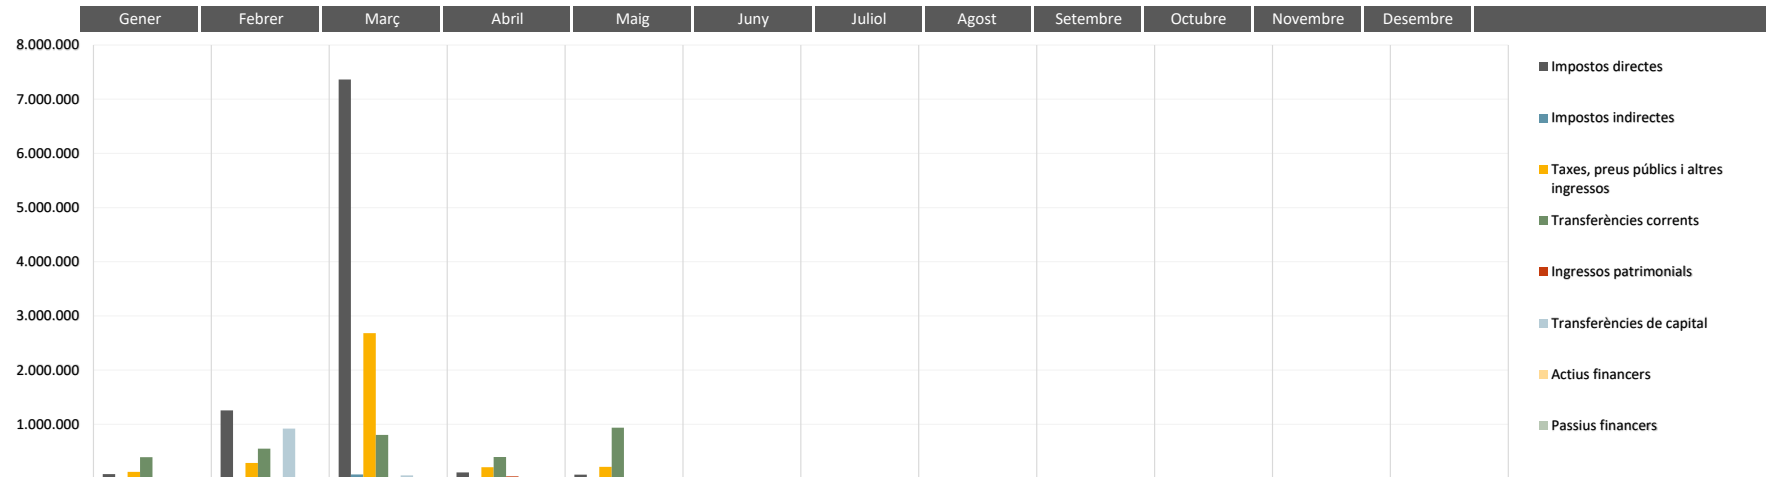 Gener Febrer Març Abril Maig Juny Juliol Agost Setembre Octubre Novembre Desembre
8.000.000
7.000.000
6.000.000
5.000.000
4.000.000
3.000.000
2.000.000
1.000.000
Impostos directes
Impostos indirectes
Taxes, preus públics i altres
ingressos
Transferències corrents
Ingressos patrimonials
Transferències de capital
Actius financers
Passius financers